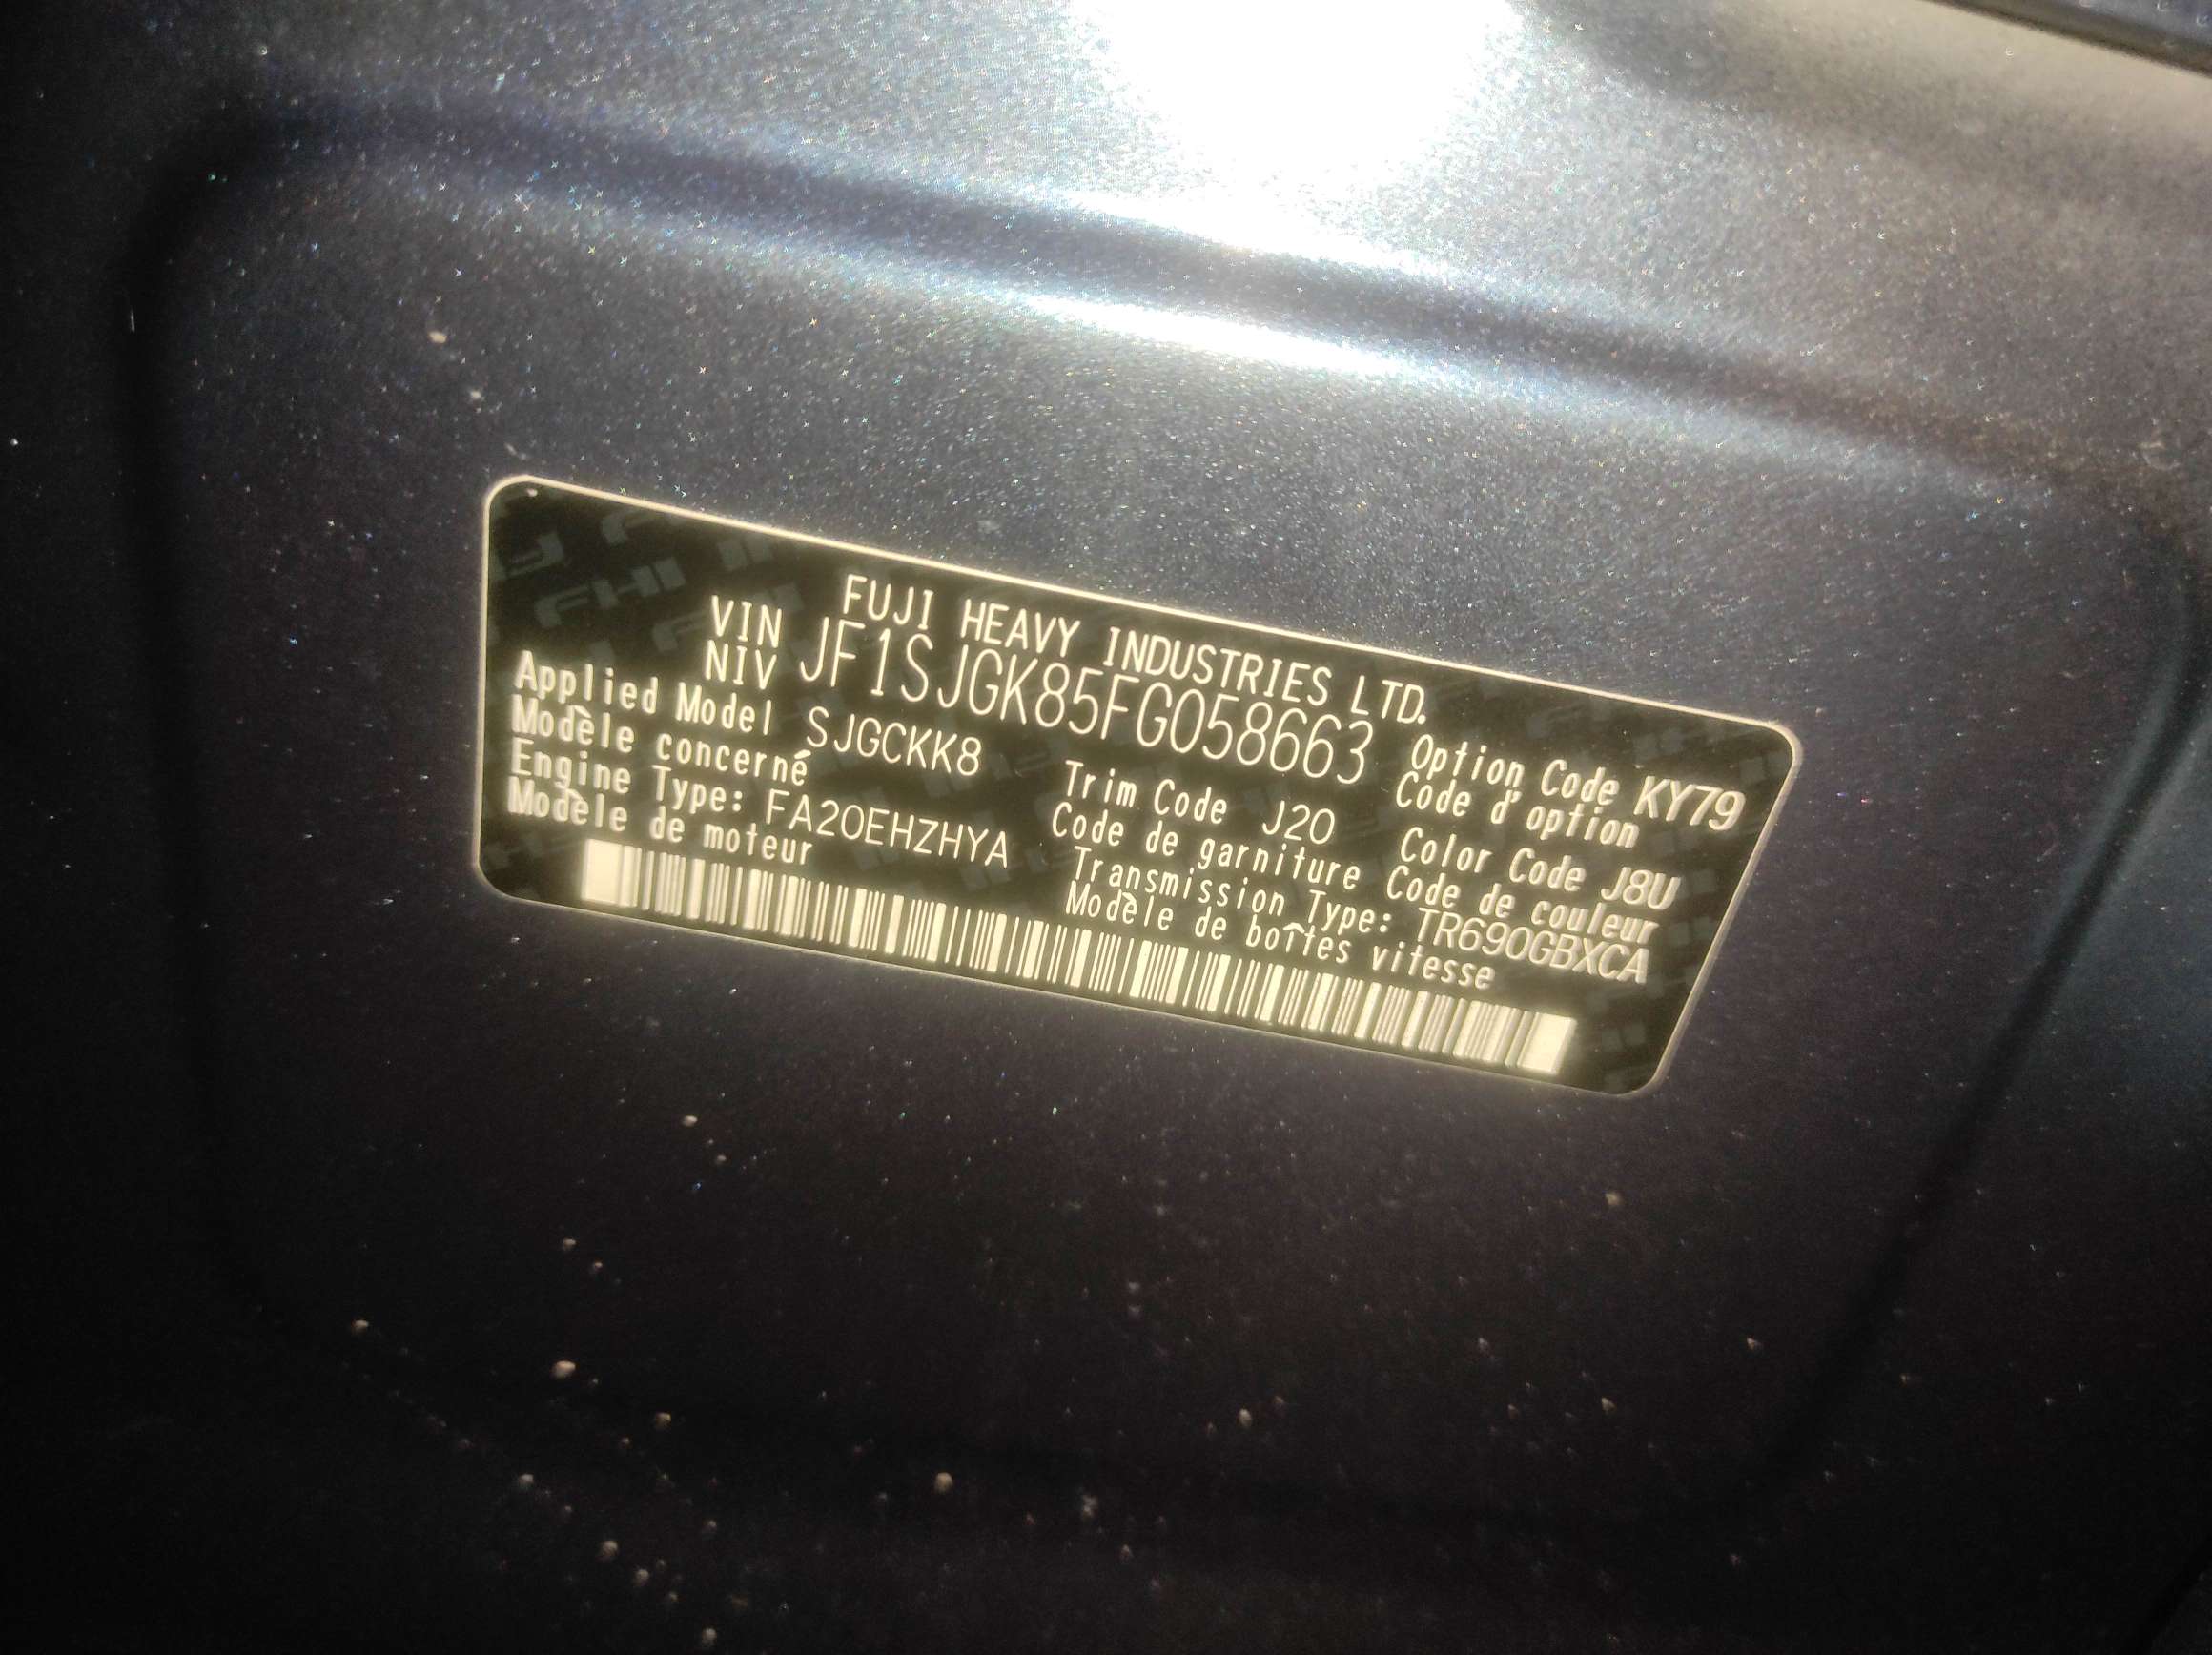 FUJI HEAVY INDUSTRIES LTD.
VIN
NIV
JF1SJGK85FG058663
Option Code KY79
Code d'option
Applied Model SJGCKK8
Modèle concerné
Trim Code J20
Code de garniture
Color Code J8U
Code de couleur
Engine Type: FA20EHZHYA
Modèle de moteur
Transmission Type: TR690GBXCA
Modèle de boîtes vitesse
FHI